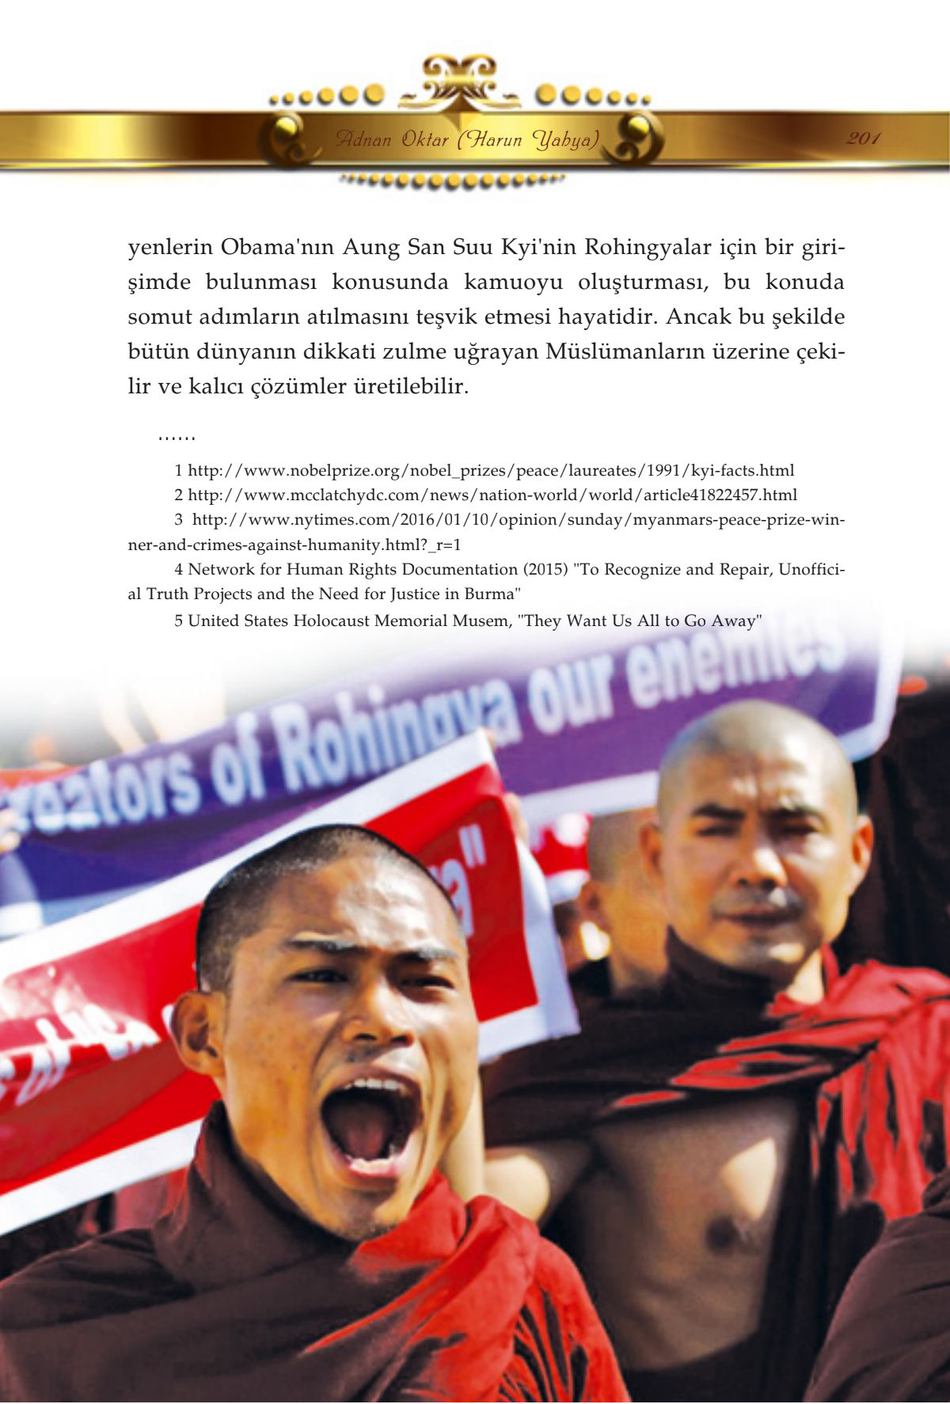 Adnan Oktar (Harun Yahya)
201
yenlerin Obama'nın Aung San Suu Kyi'nin Rohingyalar için bir giri-
şimde bulunması konusunda kamuoyu oluşturması, bu konuda
somut adımların atılmasını teşvik etmesi hayatidir. Ancak bu şekilde
bütün dünyanın dikkati zulme uğrayan Müslümanların üzerine çeki-
lir ve kalıcı çözümler üretilebilir.
......
1 http://www.nobelprize.org/nobel_prizes/peace/laureates/1991/kyi-facts.html
2 http://www.mcclatchydc.com/news/nation-world/world/article41822457.html
3 http://www.nytimes.com/2016/01/10/opinion/sunday/myanmars-peace-prize-win-
ner-and-crimes-against-humanity.html?_r=1
4 Network for Human Rights Documentation (2015) "To Recognize and Repair, Unoffici-
al Truth Projects and the Need for Justice in Burma"
5 United States Holocaust Memorial Musem, "They Want Us All to Go Away"
reators of Rohingya our enemies